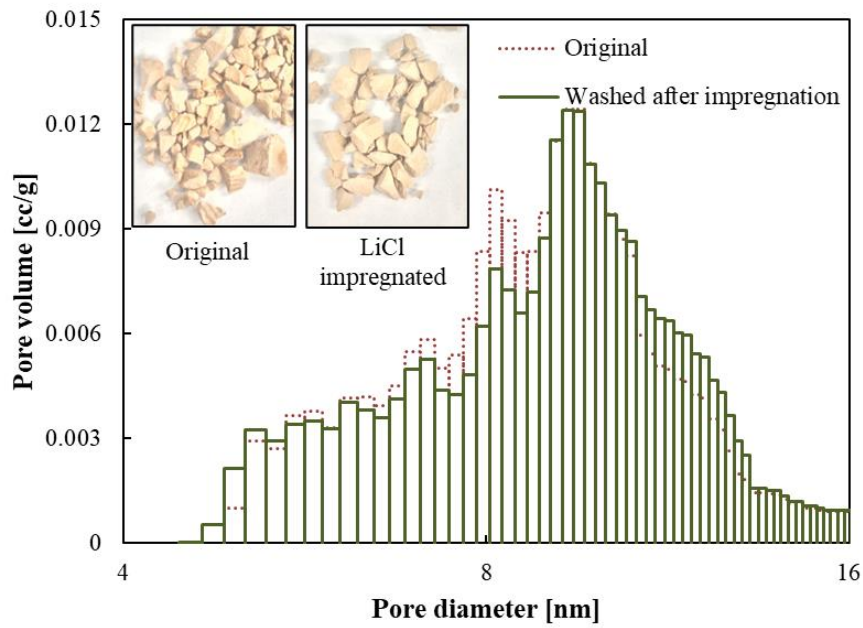 0.015
0.012
0.009
0.006
0.003
0
Pore volume [cc/g]
Original
LiCl
impregnated
Original
Washed after impregnation
4
8
16
Pore diameter [nm]